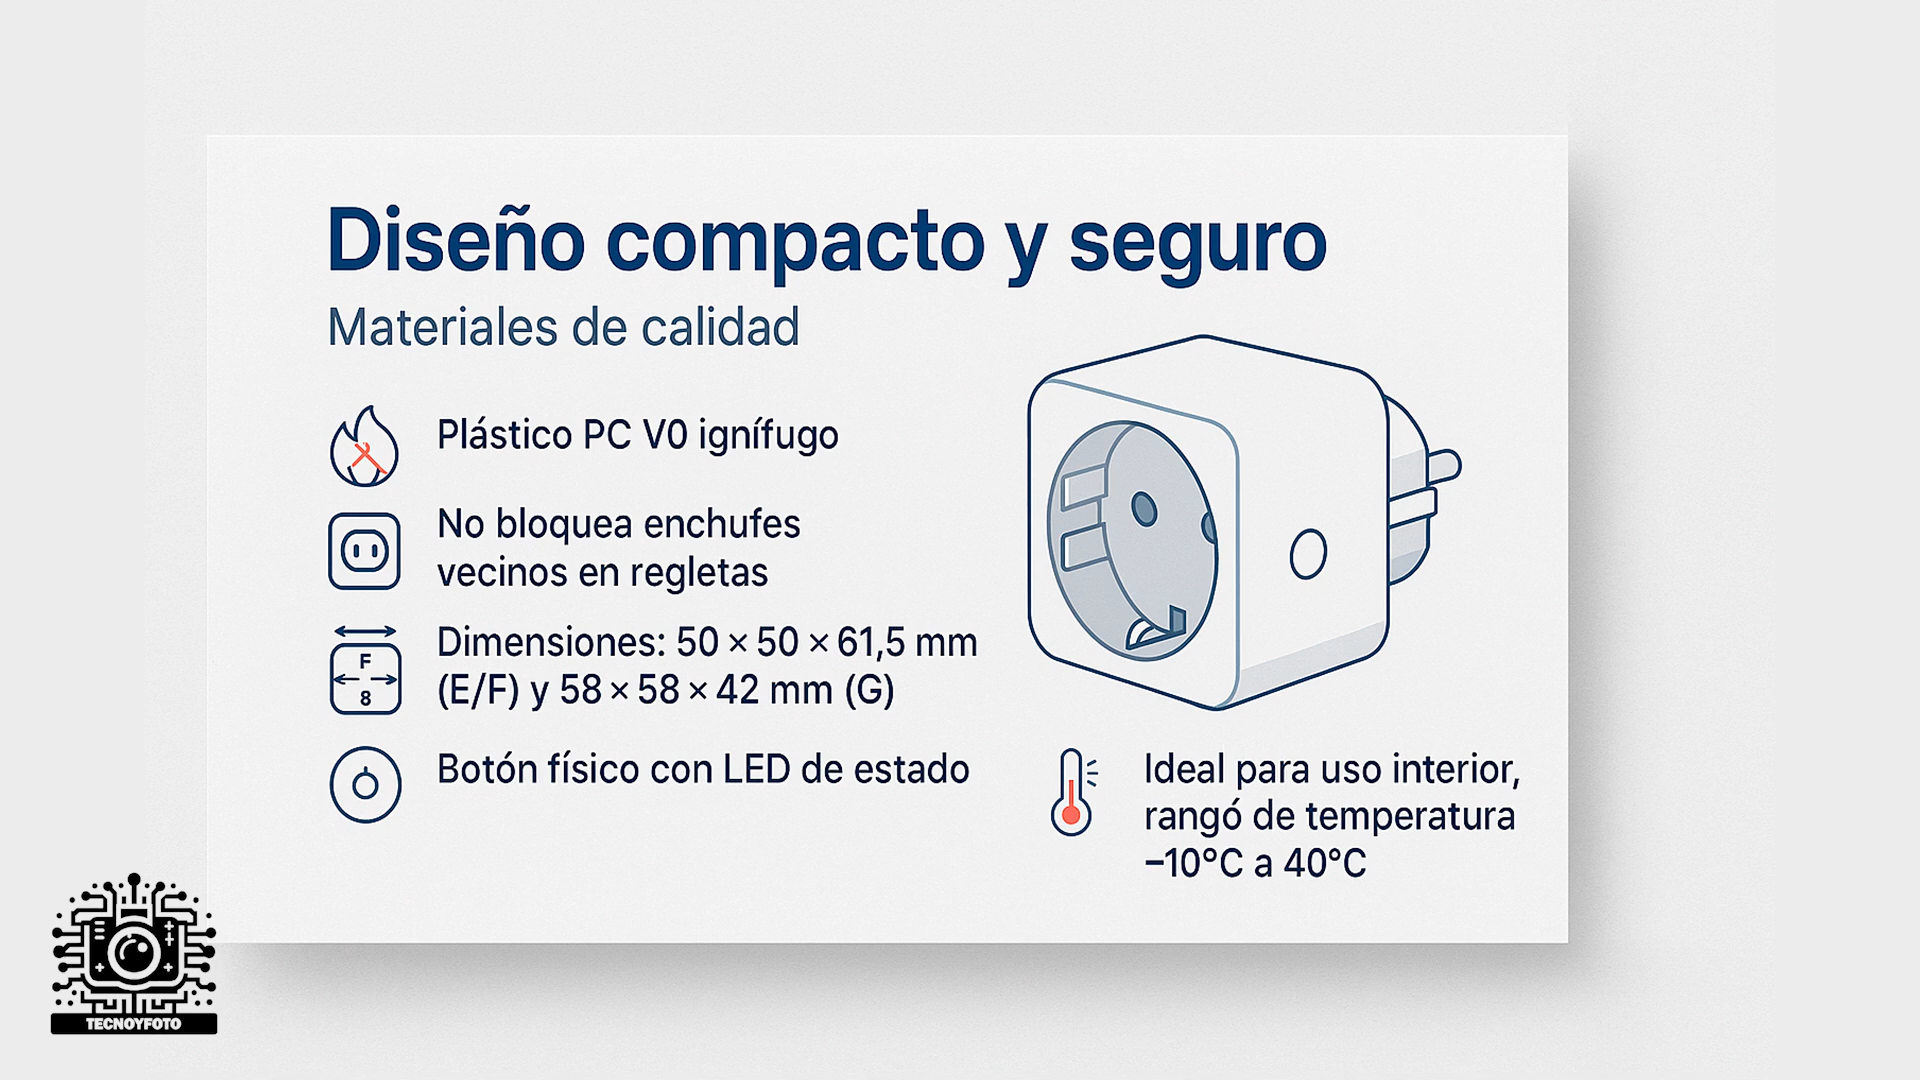 Diseño compacto y seguro
Materiales de calidad
Plástico PC V0 ignífugo
No bloquea enchufes
vecinos en regletas
F
8
Dimensiones: 50 × 50 × 61,5 mm
(E/F) y 58 × 58 × 42 mm (G)
Botón físico con LED de estado
Ideal para uso interior,
rangó de temperatura
–10°C a 40°C
TECNOYFOTO